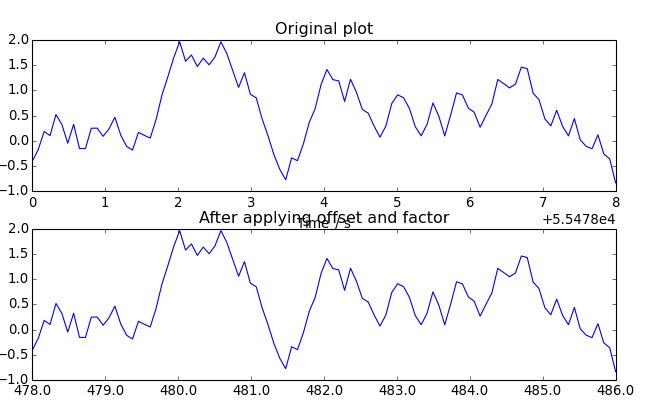 Original plot
2.0
1.5
1.0
0.5
0.0
−0.5
−1.0
0 1 2 3 4 5 6 7 8
Time / s
After applying offset and factor
+5.5478e4
2.0
1.5
1.0
0.5
0.0
−0.5
−1.0
478.0 479.0 480.0 481.0 482.0 483.0 484.0 485.0 486.0